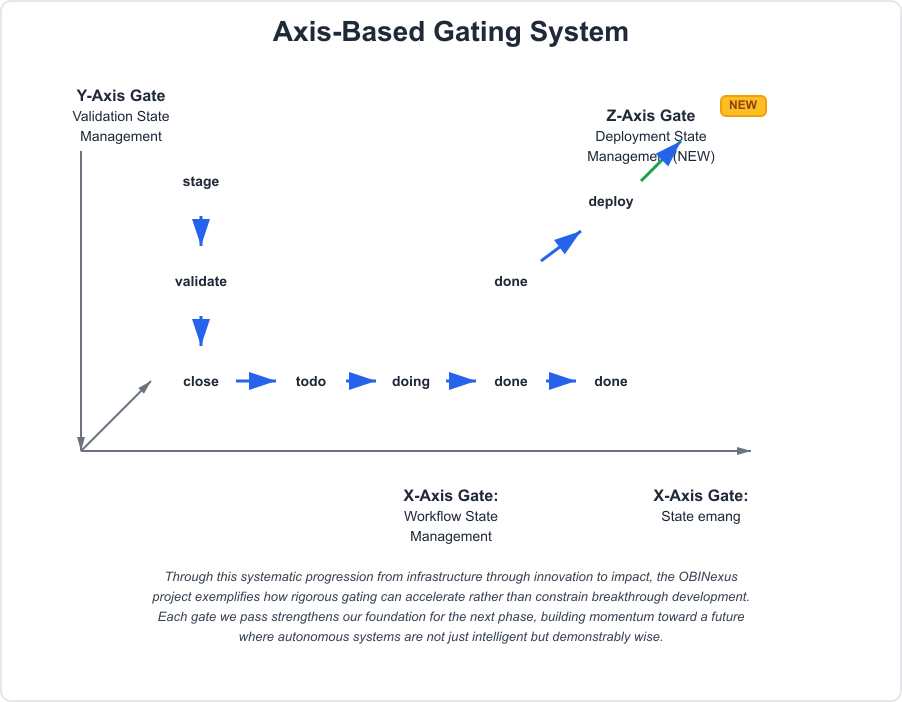 Axis-Based Gating System
Y-Axis Gate
Validation State
Management
Z-Axis Gate
NEW
Deployment State
Management (NEW)
stage
deploy
validate
done
close
todo
doing
done
done
X-Axis Gate:
Workflow State
Management
X-Axis Gate:
State emang
Through this systematic progression from infrastructure through innovation to impact, the OBINexus
project exemplifies how rigorous gating can accelerate rather than constrain breakthrough development.
Each gate we pass strengthens our foundation for the next phase, building momentum toward a future
where autonomous systems are not just intelligent but demonstrably wise.